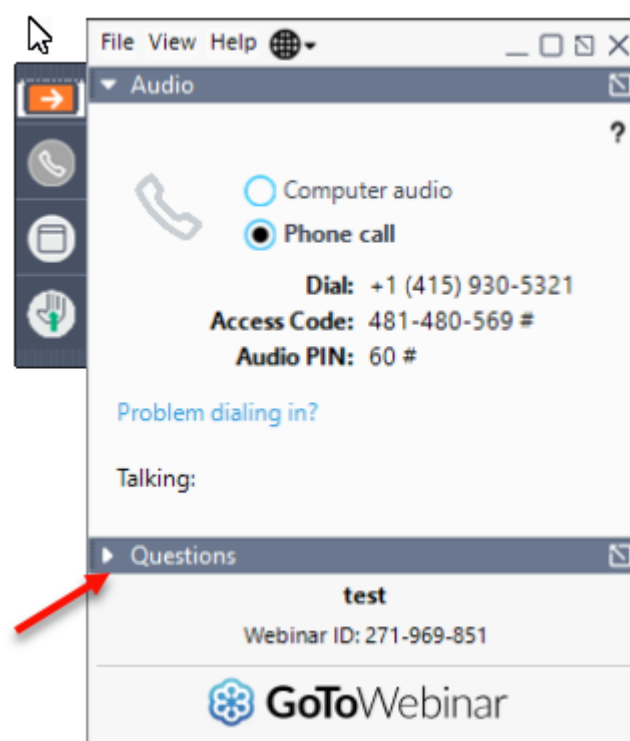 File View Help
Audio
?
Computer audio
Phone call
Dial: +1 (415) 930-5321
Access Code: 481-480-569 #
Audio PIN: 60 #
Problem dialing in?
Talking:
Questions
test
Webinar ID: 271-969-851
GoToWebinar